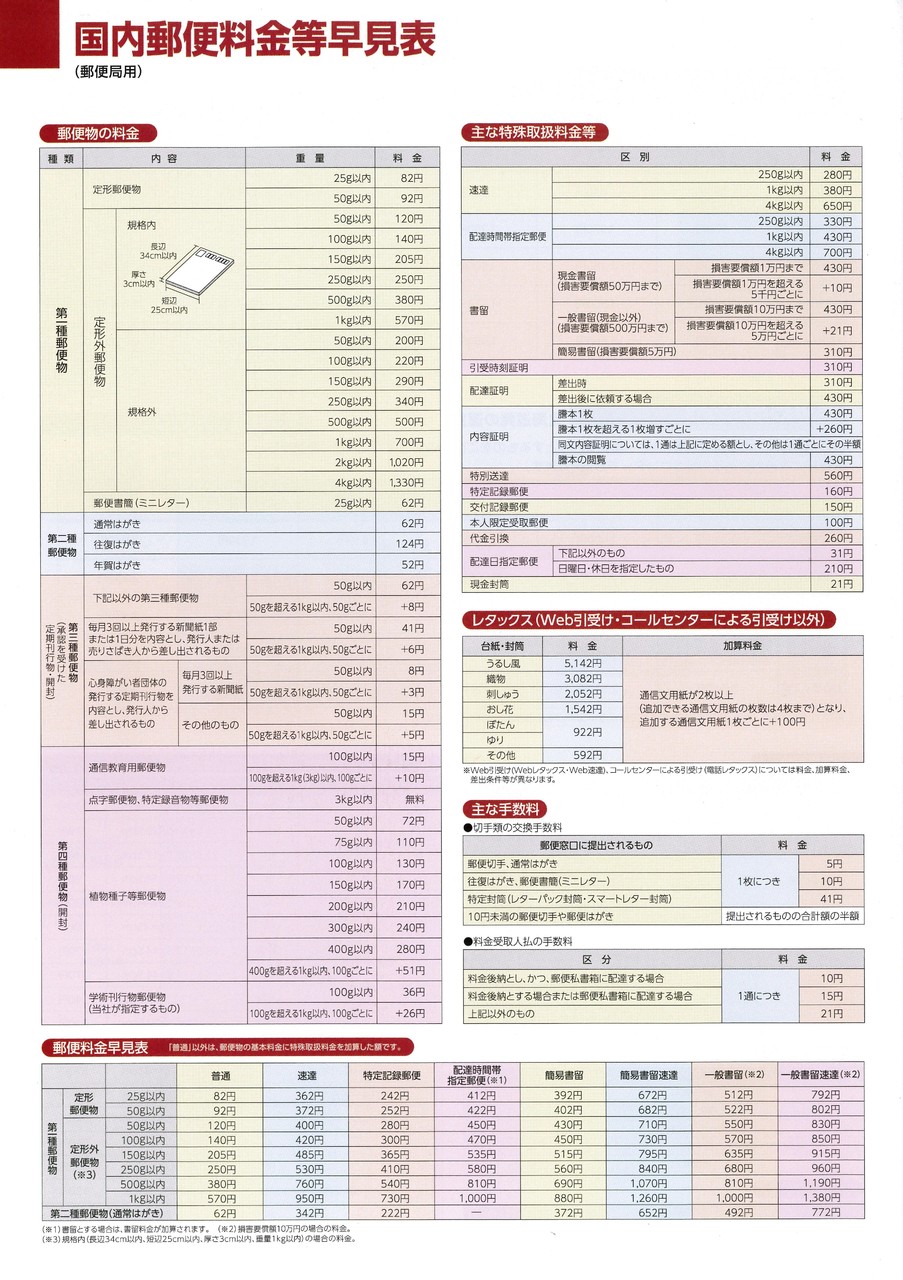 国内郵便料金等早見表
(郵便局用)
郵便物の料金
種類 内容 重量 料金
第一種郵便物
定形郵便物
25g以内 82円
50g以内 92円
定形外郵便物
規格内
長辺
34cm以内
厚さ
3cm以内
短辺
25cm以内
50g以内 120円
100g以内 140円
150g以内 205円
250g以内 250円
500g以内 380円
1kg以内 570円
規格外
50g以内 200円
100g以内 220円
150g以内 290円
250g以内 340円
500g以内 500円
1kg以内 700円
2kg以内 1,020円
4kg以内 1,330円
郵便書簡(ミニレター) 25g以内 62円
第二種
郵便物
通常はがき 62円
往復はがき 124円
年賀はがき 52円
第三種郵便物
(承認を受けた
定期刊行物・開封)
下記以外の第三種郵便物
50g以内 62円
50gを超える1kg以内、50gごとに +8円
毎月3回以上発行する新聞紙1部
または1日分を内容とし、発行人または
売りさばき人から差し出されるもの
50g以内 41円
50gを超える1kg以内、50gごとに +6円
心身障がい者団体の
発行する定期刊行物を
内容とし、発行人から
差し出されるもの
毎月3回以上
発行する新聞紙
50g以内 8円
50gを超える1kg以内、50gごとに +3円
その他のもの
50g以内 15円
50gを超える1kg以内、50gごとに +5円
第四種郵便物(開封)
通信教育用郵便物
100g以内 15円
100gを超える1kg(3kg)以内、100gごとに +10円
点字郵便物、特定録音物等郵便物 3kg以内 無料
植物種子等郵便物
50g以内 72円
75g以内 110円
100g以内 130円
150g以内 170円
200g以内 210円
300g以内 240円
400g以内 280円
400gを超える1kg以内、100gごとに +51円
学術刊行物郵便物
(当社が指定するもの)
100g以内 36円
100gを超える1kg以内、100gごとに +26円
主な特殊取扱料金等
区別 料金
速達
250g以内 280円
1kg以内 380円
4kg以内 650円
配達時間帯指定郵便
250g以内 330円
1kg以内 430円
4kg以内 700円
書留
現金書留
(損害要償額50万円まで)
損害要償額1万円まで 430円
損害要償額1万円を超える
5千円ごとに +10円
一般書留(現金以外)
(損害要償額500万円まで)
損害要償額10万円まで 430円
損害要償額10万円を超える
5万円ごとに +21円
簡易書留(損害要償額5万円) 310円
引受時刻証明 310円
配達証明
差出時 310円
差出後に依頼する場合 430円
内容証明
謄本1枚 430円
謄本1枚を超える1枚増すごとに +260円
同文内容証明については、1通は上記に定める額とし、その他は1通ごとにその半額
謄本の閲覧 430円
特別送達 560円
特定記録郵便 160円
交付記録郵便 150円
本人限定受取郵便 100円
代金引換 260円
配達日指定郵便
下記以外のもの 31円
日曜日・休日を指定したもの 210円
現金封筒 21円
レタックス(Web引受け・コールセンターによる引受け以外)
台紙・封筒 料金 加算料金
うるし風 5,142円
織物 3,082円
刺しゅう 2,052円
おし花 1,542円
ぼたん
ゆり
922円
その他 592円
通信文用紙が2枚以上
(追加できる通信文用紙の枚数は4枚まで)となり、
追加する通信文用紙1枚ごとに+100円
※Web引受け(Webレタックス・Web速達)、コールセンターによる引受け(電話レタックス)については料金、加算料金、
差出条件等が異なります。
主な手数料
●切手類の交換手数料
郵便窓口に提出されるもの 料金
郵便切手、通常はがき 5円
往復はがき、郵便書簡(ミニレター) 1枚につき 10円
特定封筒(レターパック封筒・スマートレター封筒) 41円
10円未満の郵便切手や郵便はがき 提出されるものの合計額の半額
●料金受取人払の手数料
区分 料金
料金後納とし、かつ、郵便私書箱に配達する場合 10円
料金後納とする場合または郵便私書箱に配達する場合 1通につき 15円
上記以外のもの 21円
郵便料金早見表 「普通」以外は、郵便物の基本料金に特殊取扱料金を加算した額です。
普通 速達 特定記録郵便 配達時間帯指定郵便(※1) 簡易書留 簡易書留速達 一般書留(※2) 一般書留速達(※2)
第一種郵便物
定形
郵便物
25g以内 82円 362円 242円 412円 392円 672円 512円 792円
50g以内 92円 372円 252円 422円 402円 682円 522円 802円
定形外
郵便物
(※3)
50g以内 120円 400円 280円 450円 430円 710円 550円 830円
100g以内 140円 420円 300円 470円 450円 730円 570円 850円
150g以内 205円 485円 365円 535円 515円 795円 635円 915円
250g以内 250円 530円 410円 580円 560円 840円 680円 960円
500g以内 380円 760円 540円 810円 690円 1,070円 810円 1,190円
1kg以内 570円 950円 730円 1,000円 880円 1,260円 1,000円 1,380円
第二種郵便物(通常はがき) 62円 342円 222円 — 372円 652円 492円 772円
(※1)書留とする場合は、書留料金が加算されます。 (※2)損害要償額10万円の場合の料金。
(※3)規格内(長辺34cm以内、短辺25cm以内、厚さ3cm以内、重量1kg以内)の場合の料金。